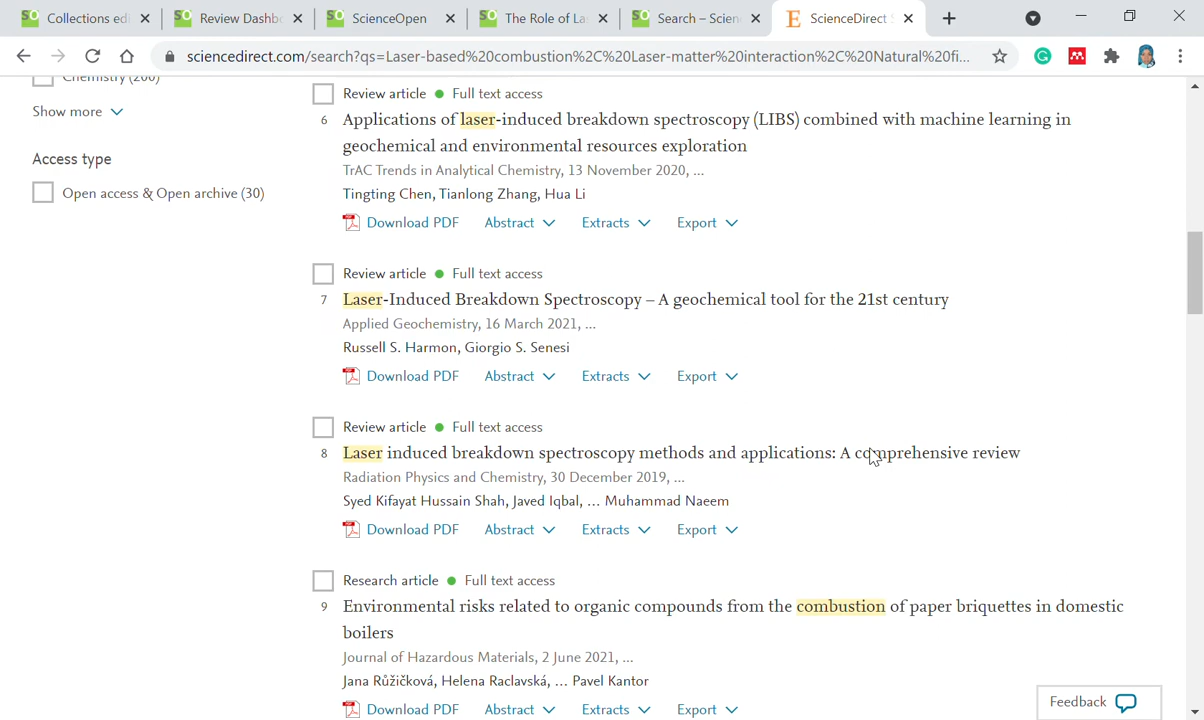 Collections edi
Review Dashb
ScienceOpen
The Role of La
Search – Scien
ScienceDirect
sciencedirect.com/search?qs=Laser-based%20combustion%2C%20Laser-matter%20interaction%2C%20Natural%20fi...
Chemistry (200)
Show more
Access type
Open access & Open archive (30)
Review article Full text access
6 Applications of laser-induced breakdown spectroscopy (LIBS) combined with machine learning in
geochemical and environmental resources exploration
TrAC Trends in Analytical Chemistry, 13 November 2020, ...
Tingting Chen, Tianlong Zhang, Hua Li
Download PDF Abstract Extracts Export
Review article Full text access
7 Laser-Induced Breakdown Spectroscopy – A geochemical tool for the 21st century
Applied Geochemistry, 16 March 2021, ...
Russell S. Harmon, Giorgio S. Senesi
Download PDF Abstract Extracts Export
Review article Full text access
8 Laser induced breakdown spectroscopy methods and applications: A comprehensive review
Radiation Physics and Chemistry, 30 December 2019, ...
Syed Kifayat Hussain Shah, Javed Iqbal, ... Muhammad Naeem
Download PDF Abstract Extracts Export
Research article Full text access
9 Environmental risks related to organic compounds from the combustion of paper briquettes in domestic
boilers
Journal of Hazardous Materials, 2 June 2021, ...
Jana Růžičková, Helena Raclavská, ... Pavel Kantor
Download PDF Abstract Extracts Export
Feedback